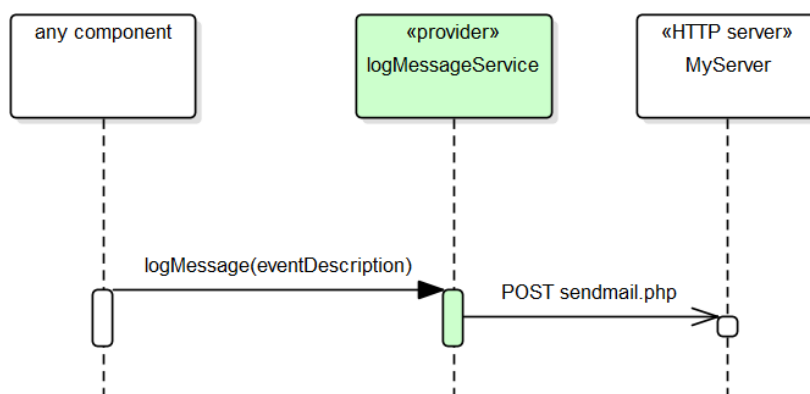 any component
«provider»
logMessageService
«HTTP server»
MyServer
logMessage(eventDescription)
POST sendmail.php